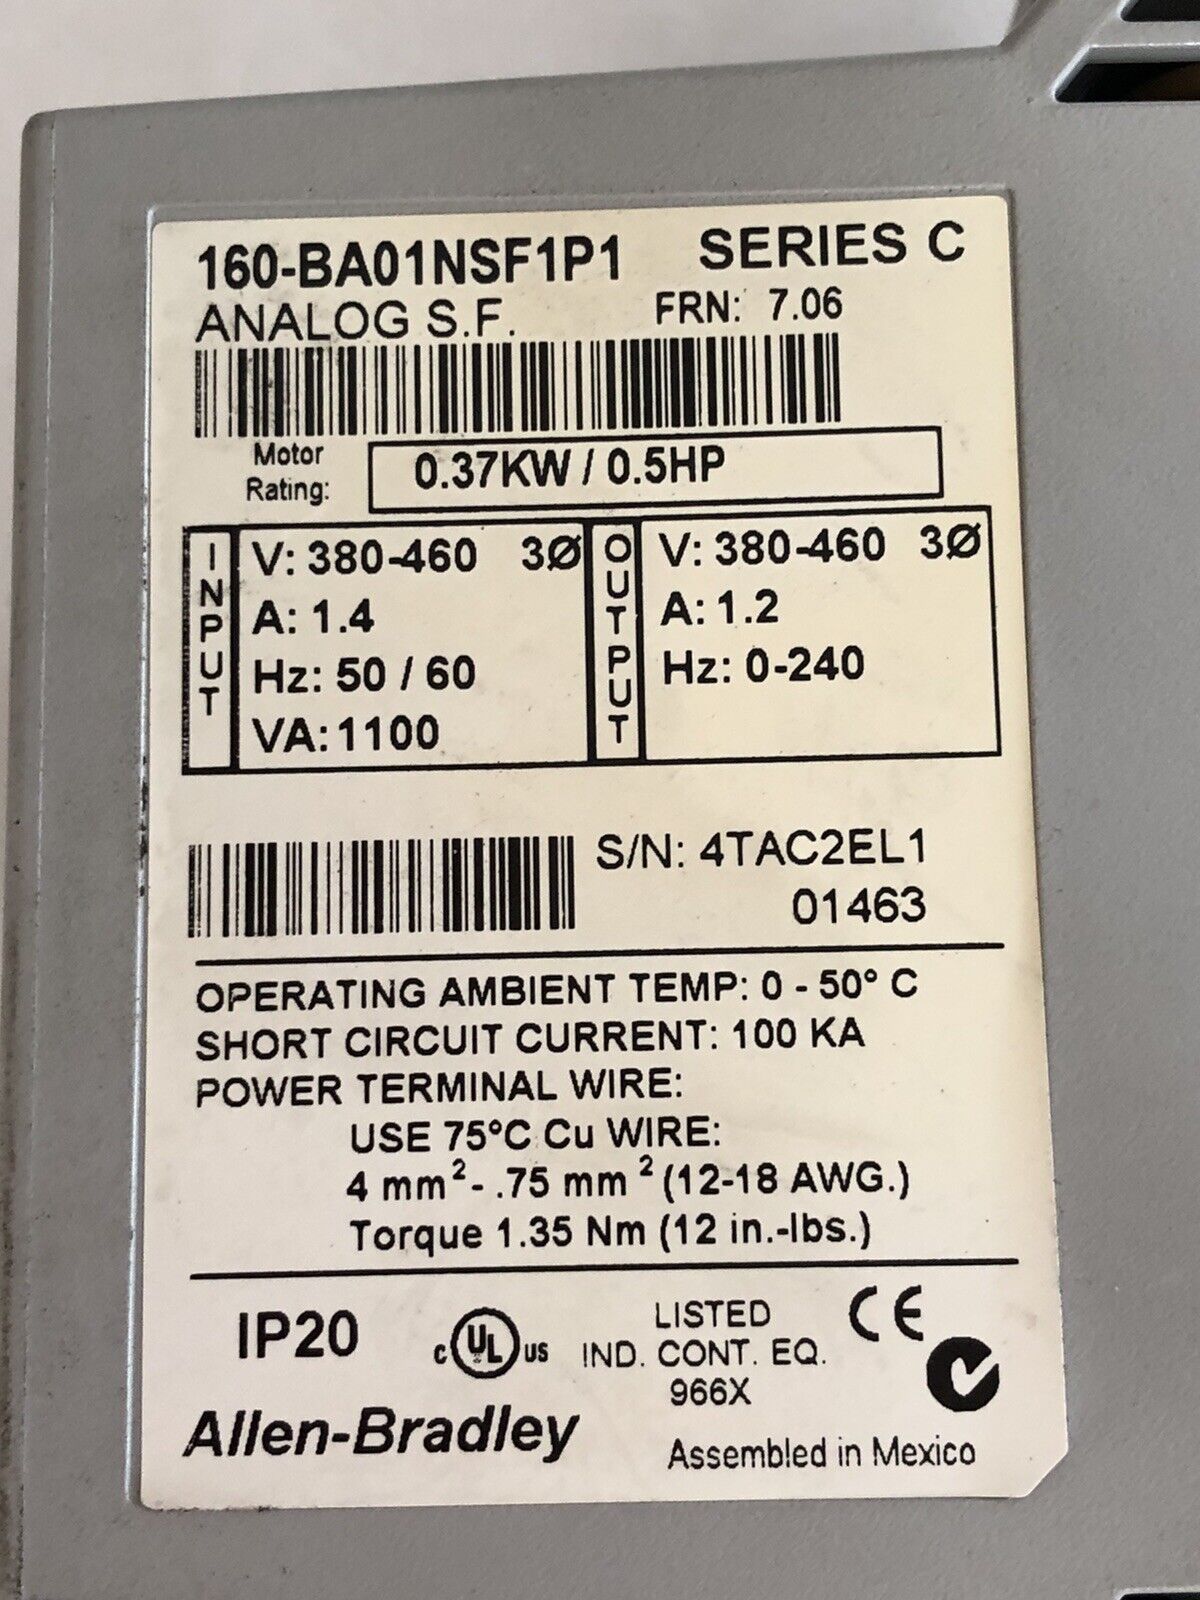 160-BA01NSF1P1 SERIES C
ANALOG S.F. FRN: 7.06
Motor Rating: 0.37KW / 0.5HP
INPUT
V: 380-460 3Ø
A: 1.4
Hz: 50 / 60
VA: 1100
OUTPUT
V: 380-460 3Ø
A: 1.2
Hz: 0-240
S/N: 4TAC2EL1
01463
OPERATING AMBIENT TEMP: 0 - 50° C
SHORT CIRCUIT CURRENT: 100 KA
POWER TERMINAL WIRE:
USE 75°C Cu WIRE:
4 mm² - .75 mm² (12-18 AWG.)
Torque 1.35 Nm (12 in.-lbs.)
IP20 c UL us LISTED CE
IND. CONT. EQ.
966X
Allen-Bradley
Assembled in Mexico